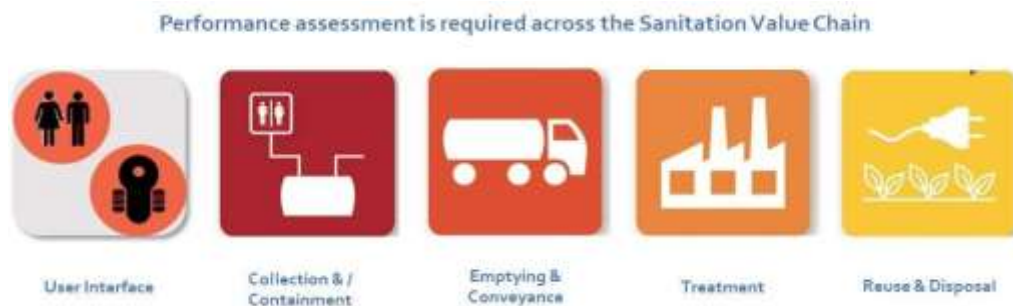 Performance assessment is required across the Sanitation Value Chain
User Interface
Collection & /
Containment
Emptying &
Conveyance
Treatment
Reuse & Disposal